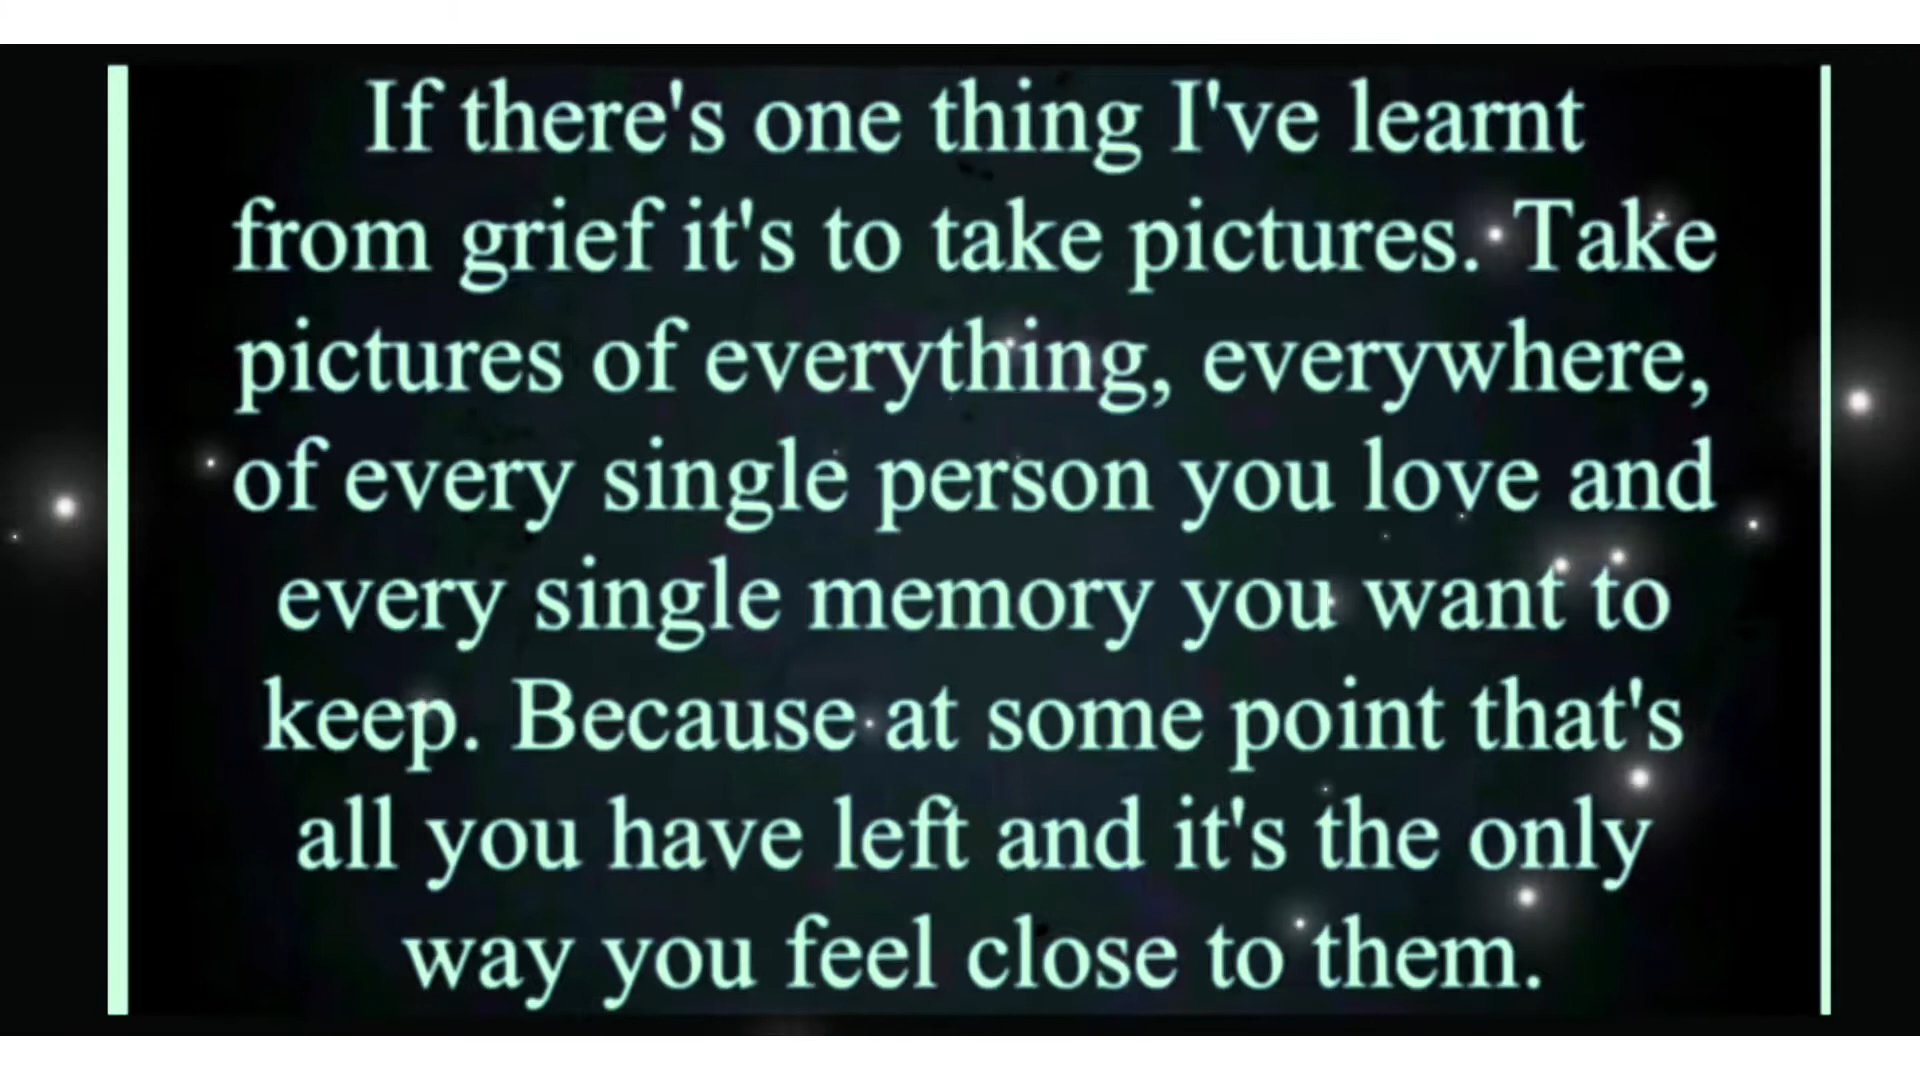 If there's one thing I've learnt
from grief it's to take pictures. Take
pictures of everything, everywhere,
of every single person you love and
every single memory you want to
keep. Because at some point that's
all you have left and it's the only
way you feel close to them.